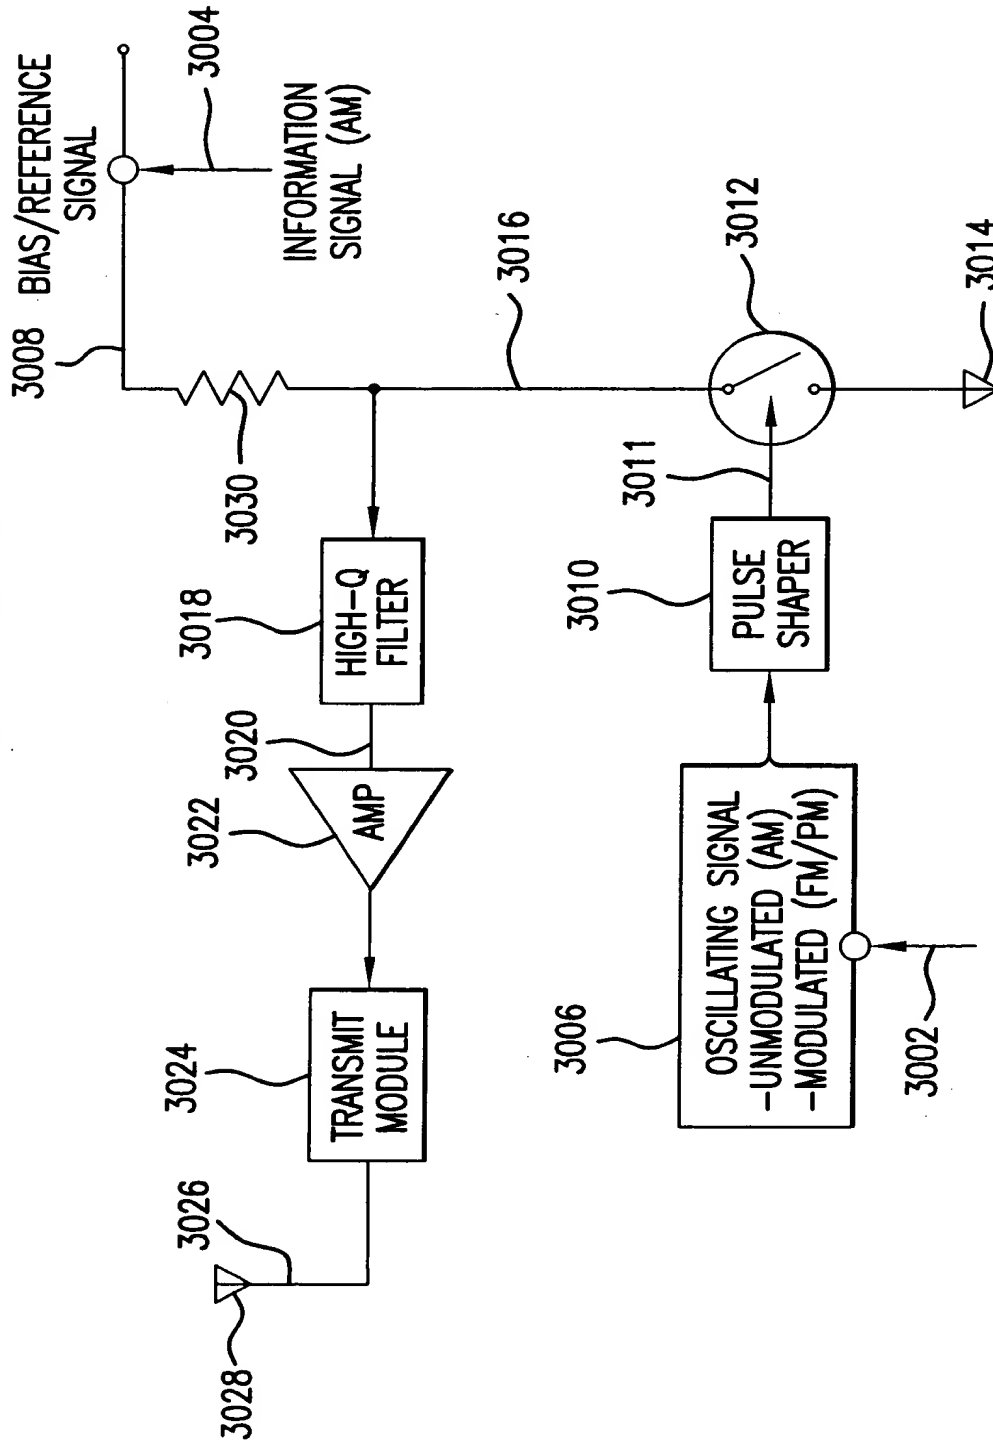 3008 BIAS/REFERENCE
SIGNAL
3004
INFORMATION
SIGNAL (AM)
3030
3016
3028
3026
3024
TRANSMIT
MODULE
3022
AMP
3020
3018
HIGH-Q
FILTER
3006
OSCILLATING SIGNAL
-UNMODULATED (AM)
-MODULATED (FM/PM)
3002
3010
PULSE
SHAPER
3011
3012
3014